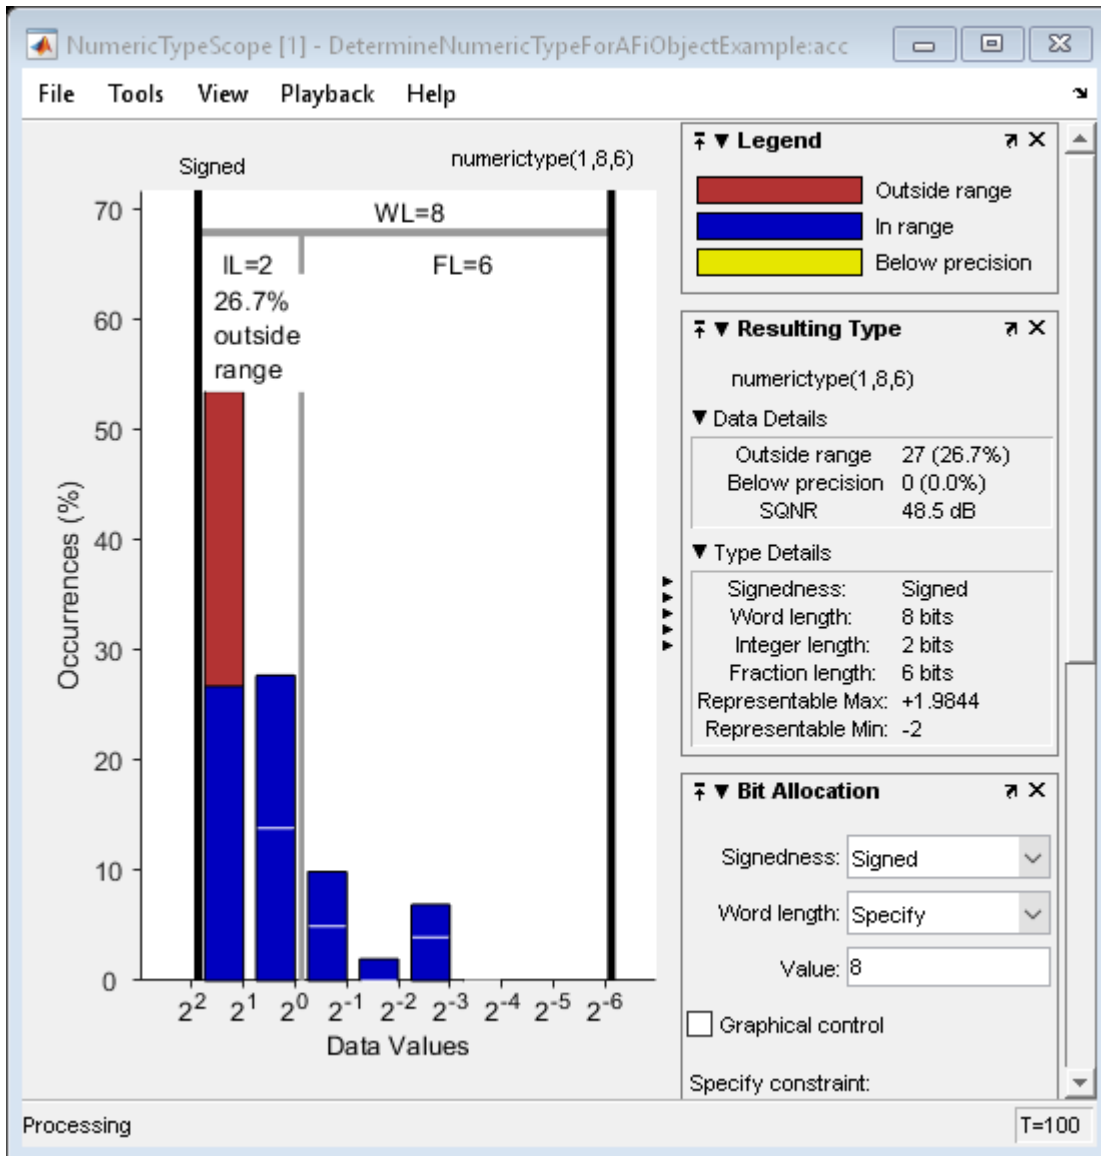 NumericTypeScope [1] - DetermineNumericTypeForAFiObjectExample:acc
File Tools View Playback Help
Signed numerictype(1,8,6)
WL=8
IL=2 FL=6
26.7%
outside
range
70
60
50
40
30
20
10
0
Occurrences (%)
2^2 2^1 2^0 2^-1 2^-2 2^-3 2^-4 2^-5 2^-6
Data Values
Legend
Outside range
In range
Below precision
Resulting Type
numerictype(1,8,6)
Data Details
Outside range 27 (26.7%)
Below precision 0 (0.0%)
SQNR 48.5 dB
Type Details
Signedness: Signed
Word length: 8 bits
Integer length: 2 bits
Fraction length: 6 bits
Representable Max: +1.9844
Representable Min: -2
Bit Allocation
Signedness: Signed
Word length: Specify
Value: 8
Graphical control
Specify constraint:
Processing T=100